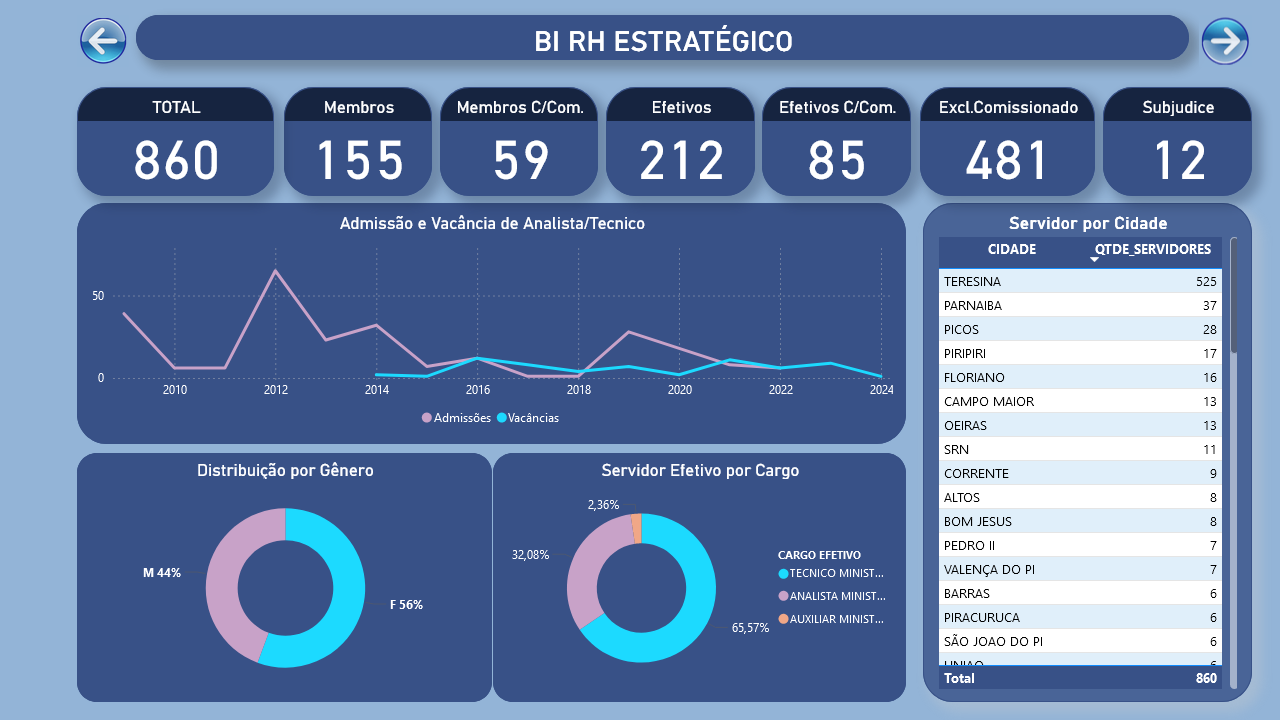 BI RH ESTRATÉGICO
TOTAL
860
Membros
155
Membros C/Com.
59
Efetivos
212
Efetivos C/Com.
85
Excl.Comissionado
481
Subjudice
12
Admissão e Vacância de Analista/Tecnico
50
0
2010 2012 2014 2016 2018 2020 2022 2024
Admissões Vacâncias
Distribuição por Gênero
M 44%
F 56%
Servidor Efetivo por Cargo
2,36%
32,08%
65,57%
CARGO EFETIVO
TECNICO MINIST...
ANALISTA MINIST...
AUXILIAR MINIST...
Servidor por Cidade
CIDADE QTDE_SERVIDORES
TERESINA 525
PARNAIBA 37
PICOS 28
PIRIPIRI 17
FLORIANO 16
CAMPO MAIOR 13
OEIRAS 13
SRN 11
CORRENTE 9
ALTOS 8
BOM JESUS 8
PEDRO II 7
VALENÇA DO PI 7
BARRAS 6
PIRACURUCA 6
SÃO JOAO DO PI 6
UNIAO 6
Total 860